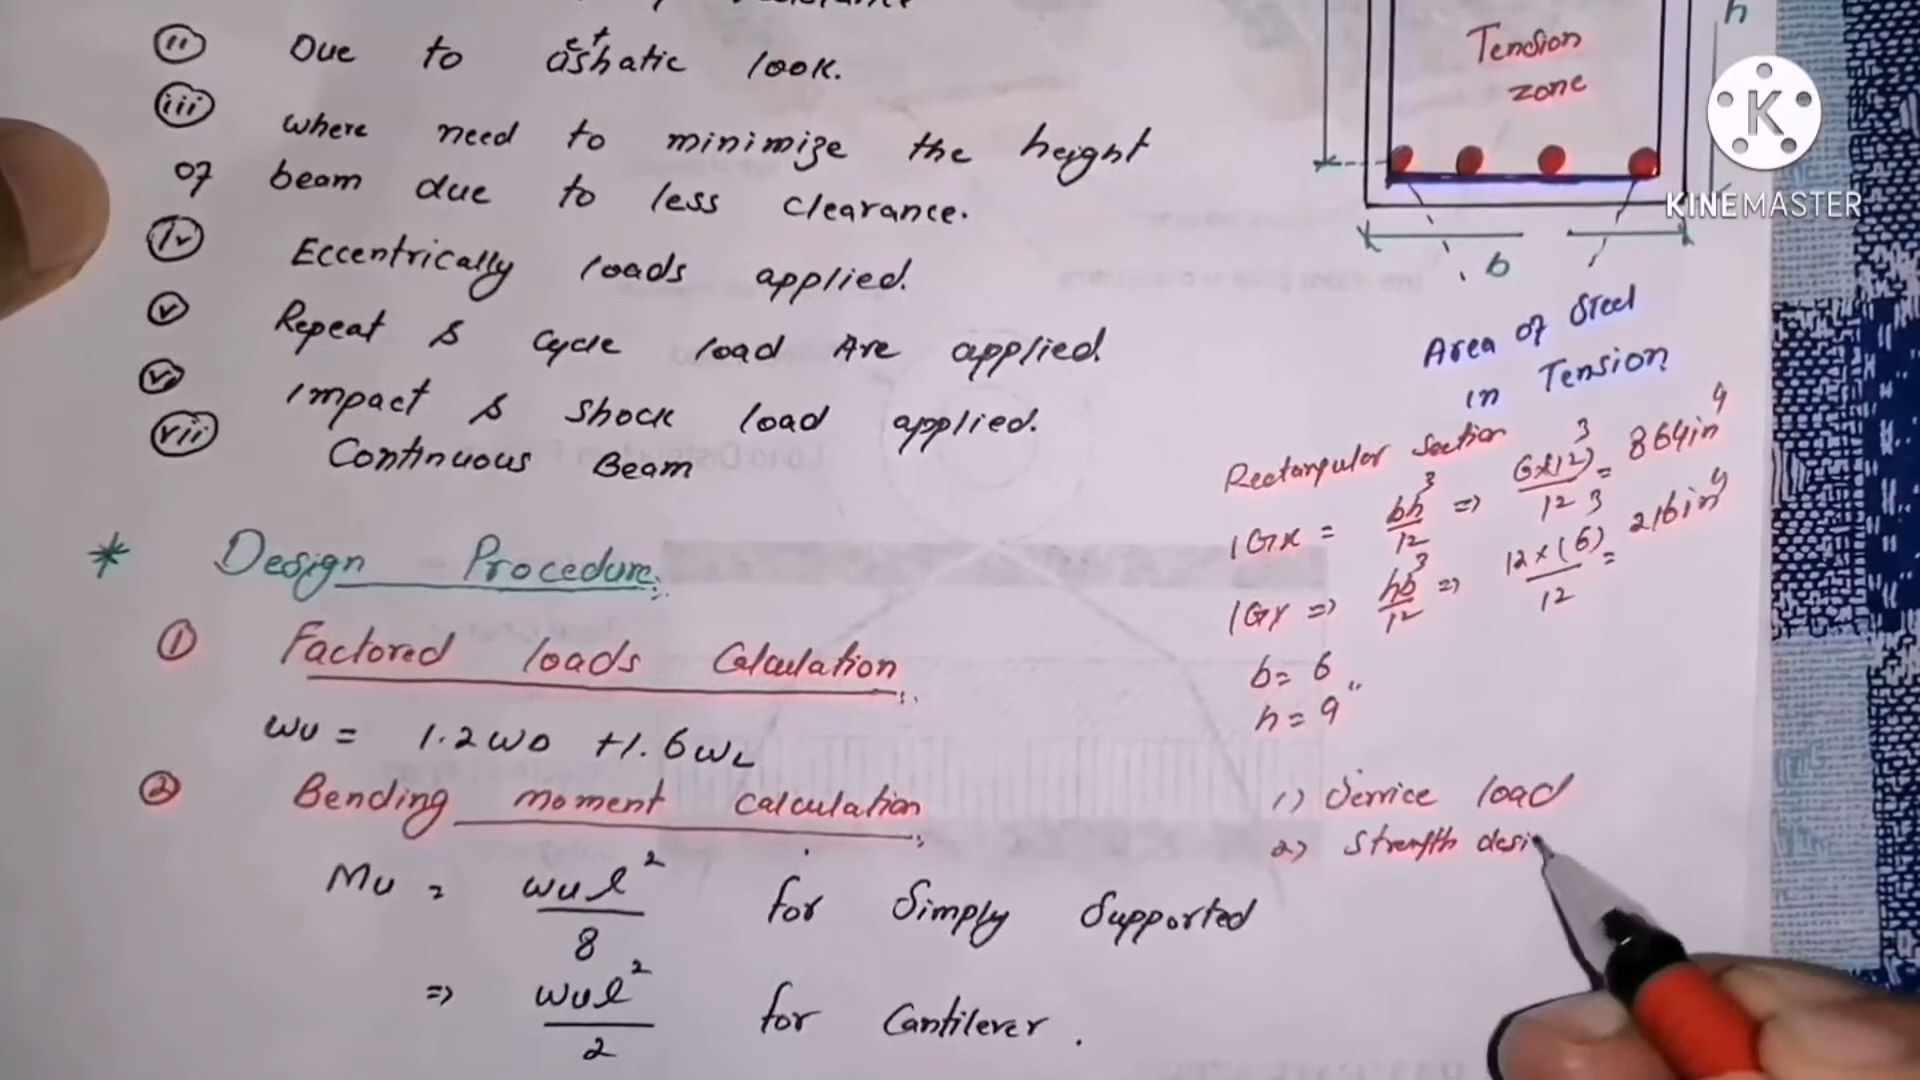 (ii) Due to ashatic look.
et
(iii) where need to minimize the height
of beam due to less clearance.
(iv) Eccentrically loads applied.
(v) Repeat & Cycle load Are applied.
(v) Impact & Shock load applied.
(vii) Continuous Beam
* Design Procedure:
① Factored loads Calculation
wu = 1.2wD + 1.6wL
② Bending moment calculation
Mu = wul²/8 for Simply Supported
=> wul²/2 for Cantilever.
Tension
zone
h
b
Area of Steel
in Tension
Rectangular Section
IGx = bh³/12 => 6x(12)³/12 = 864in⁴
IGY => hb³/12 => 12x(6)³/12 = 216in⁴
b = 6"
h = 9
1) Service load
2) Strength desi
K
KINEMASTER